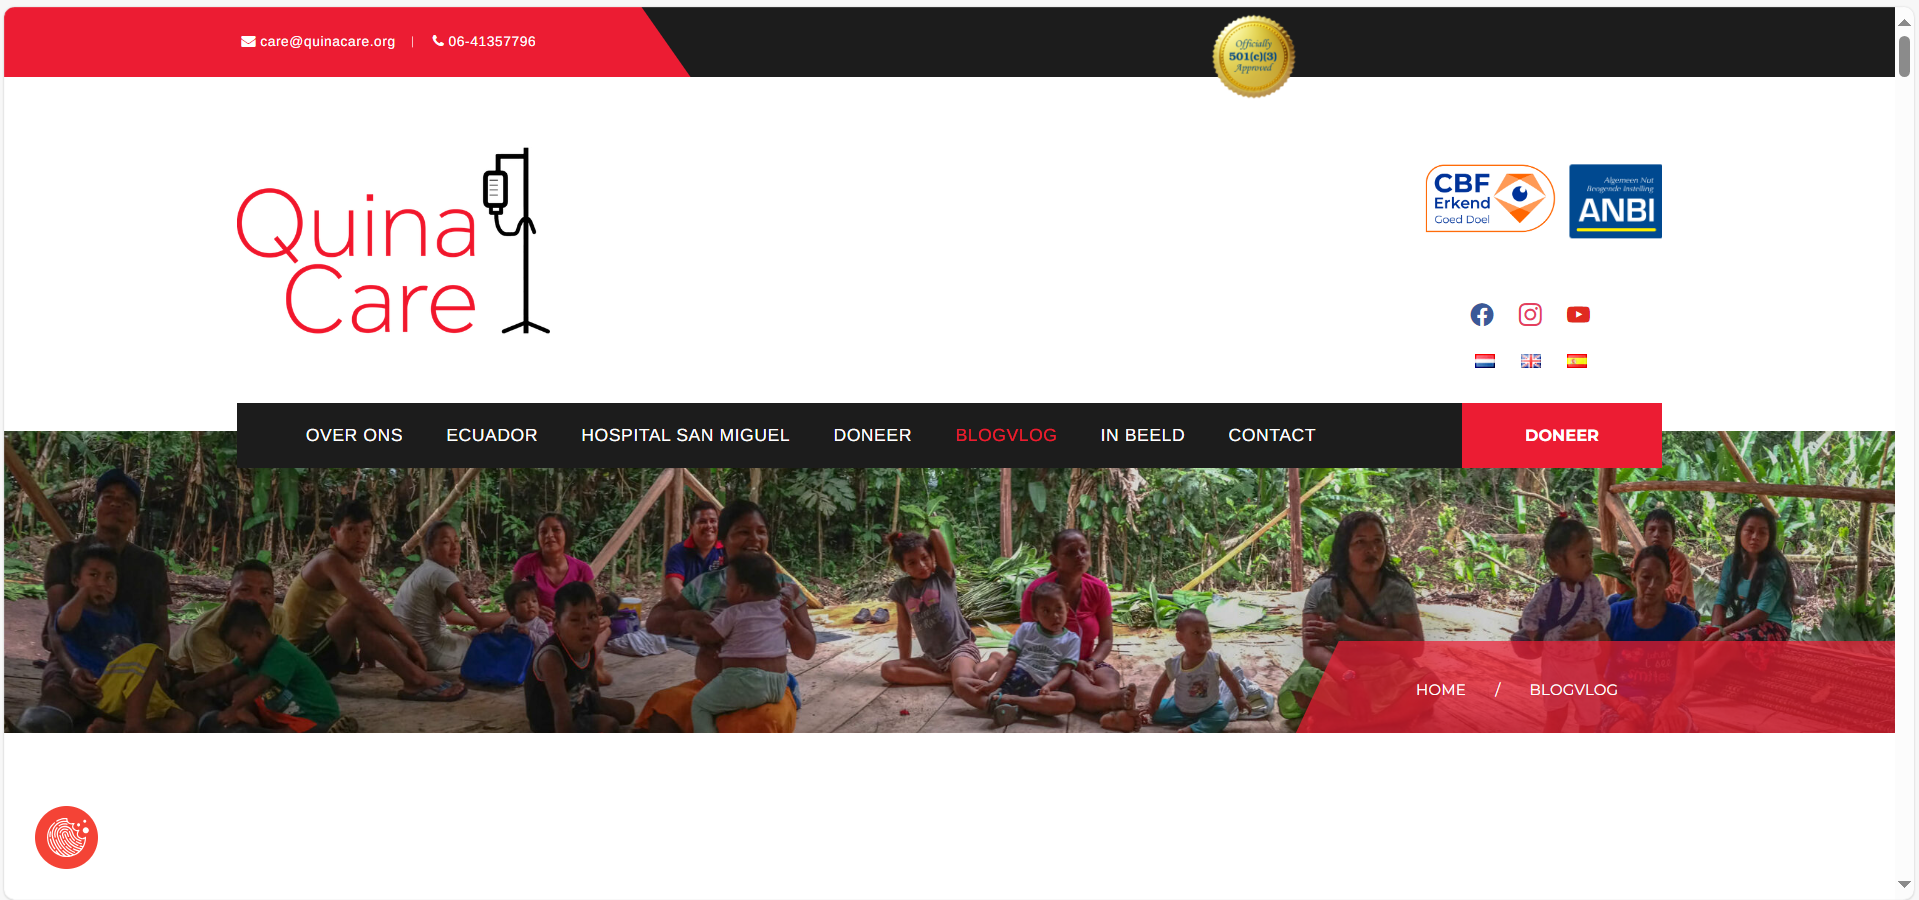 care@quinacare.org | 06-41357796
Officially
501(c)(3)
Approved
Quina
Care
CBF
Erkend
Goed Doel
Algemeen Nut
Beogende Instelling
ANBI
OVER ONS ECUADOR HOSPITAL SAN MIGUEL DONEER BLOGVLOG IN BEELD CONTACT DONEER
HOME / BLOGVLOG